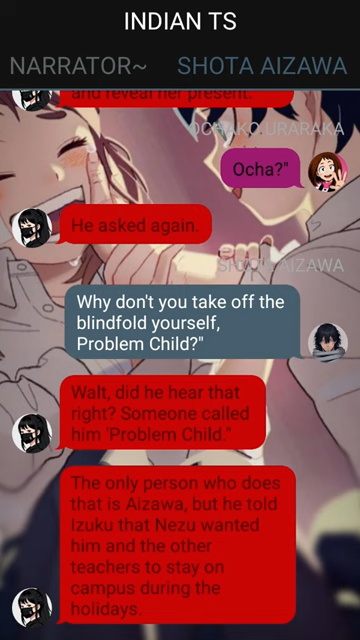 INDIAN TS
NARRATOR~ SHOTA AIZAWA
and reveal her present.
OCHAKO URARAKA
Ocha?"
He asked again.
SHOTA AIZAWA
Why don't you take off the
blindfold yourself,
Problem Child?"
Walt, did he hear that
right? Someone called
him 'Problem Child."
The only person who does
that is Aizawa, but he told
Izuku that Nezu wanted
him and the other
teachers to stay on
campus during the
holidays.